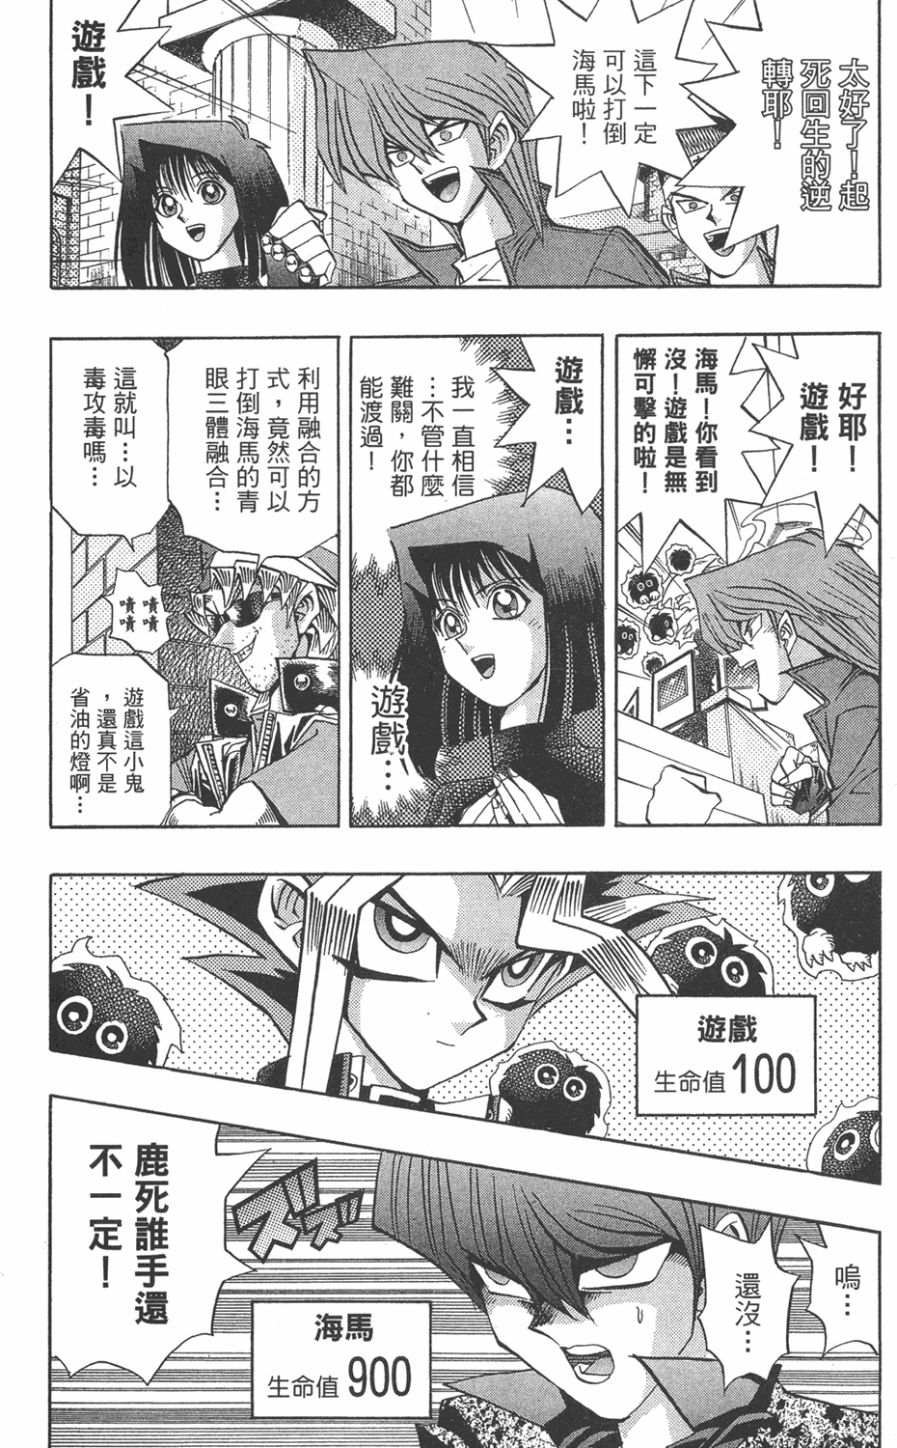 太好了！起
死回生的逆
轉耶！
這下一定
可以打倒
海馬啦！
遊戲！
好耶！
遊戲！
海馬！你看到
沒！遊戲是無
懈可擊的啦！
遊戲…
我一直相信
…不管什麼
難關，你都
能渡過！
遊戲…
利用融合的方
式，竟然可以
打倒海馬的青
眼三體融合…
這就叫…以
毒攻毒嗎…
嘖嘖
嘖嘖
遊戲這小鬼
，還真不是
省油的燈啊…
遊戲
生命值100
嗚…
還沒…
ズズズ
海馬
生命值900
鹿死誰手還
不一定！